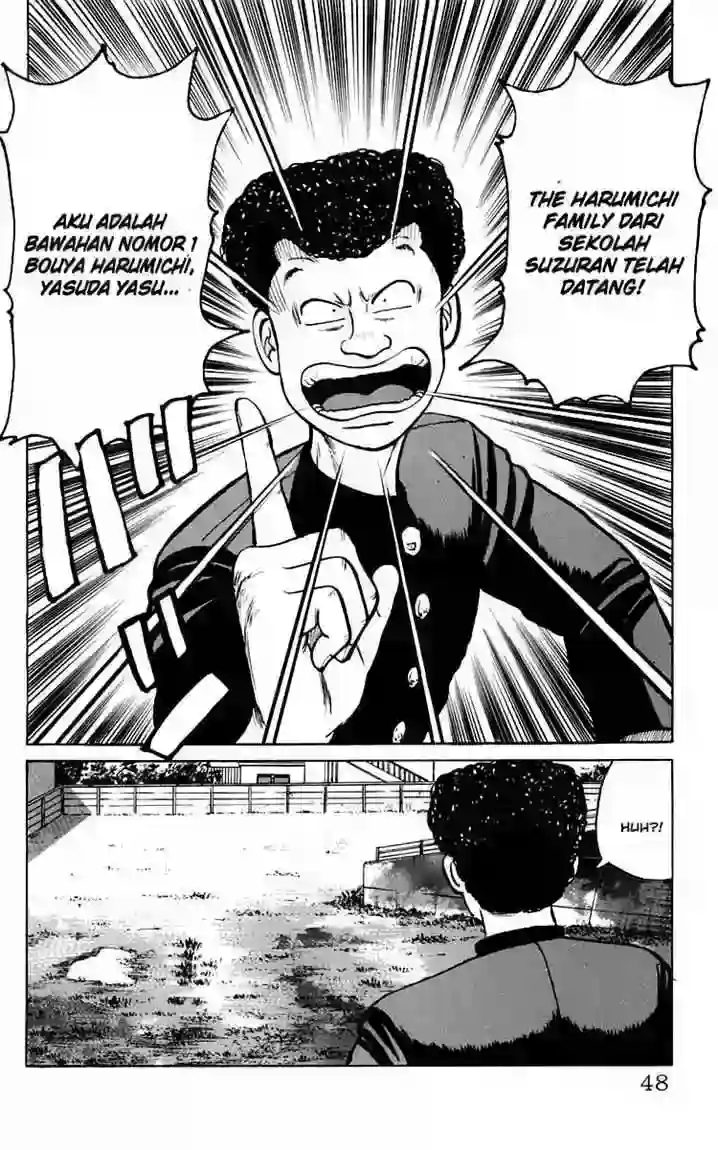 THE HARUMICHI
FAMILY DARI
SEKOLAH
SUZURAN TELAH
DATANG!
AKU ADALAH
BAWAHAN NOMOR 1
BOUYA HARUMICHI,
YASUDA YASU...
HUH?!
48